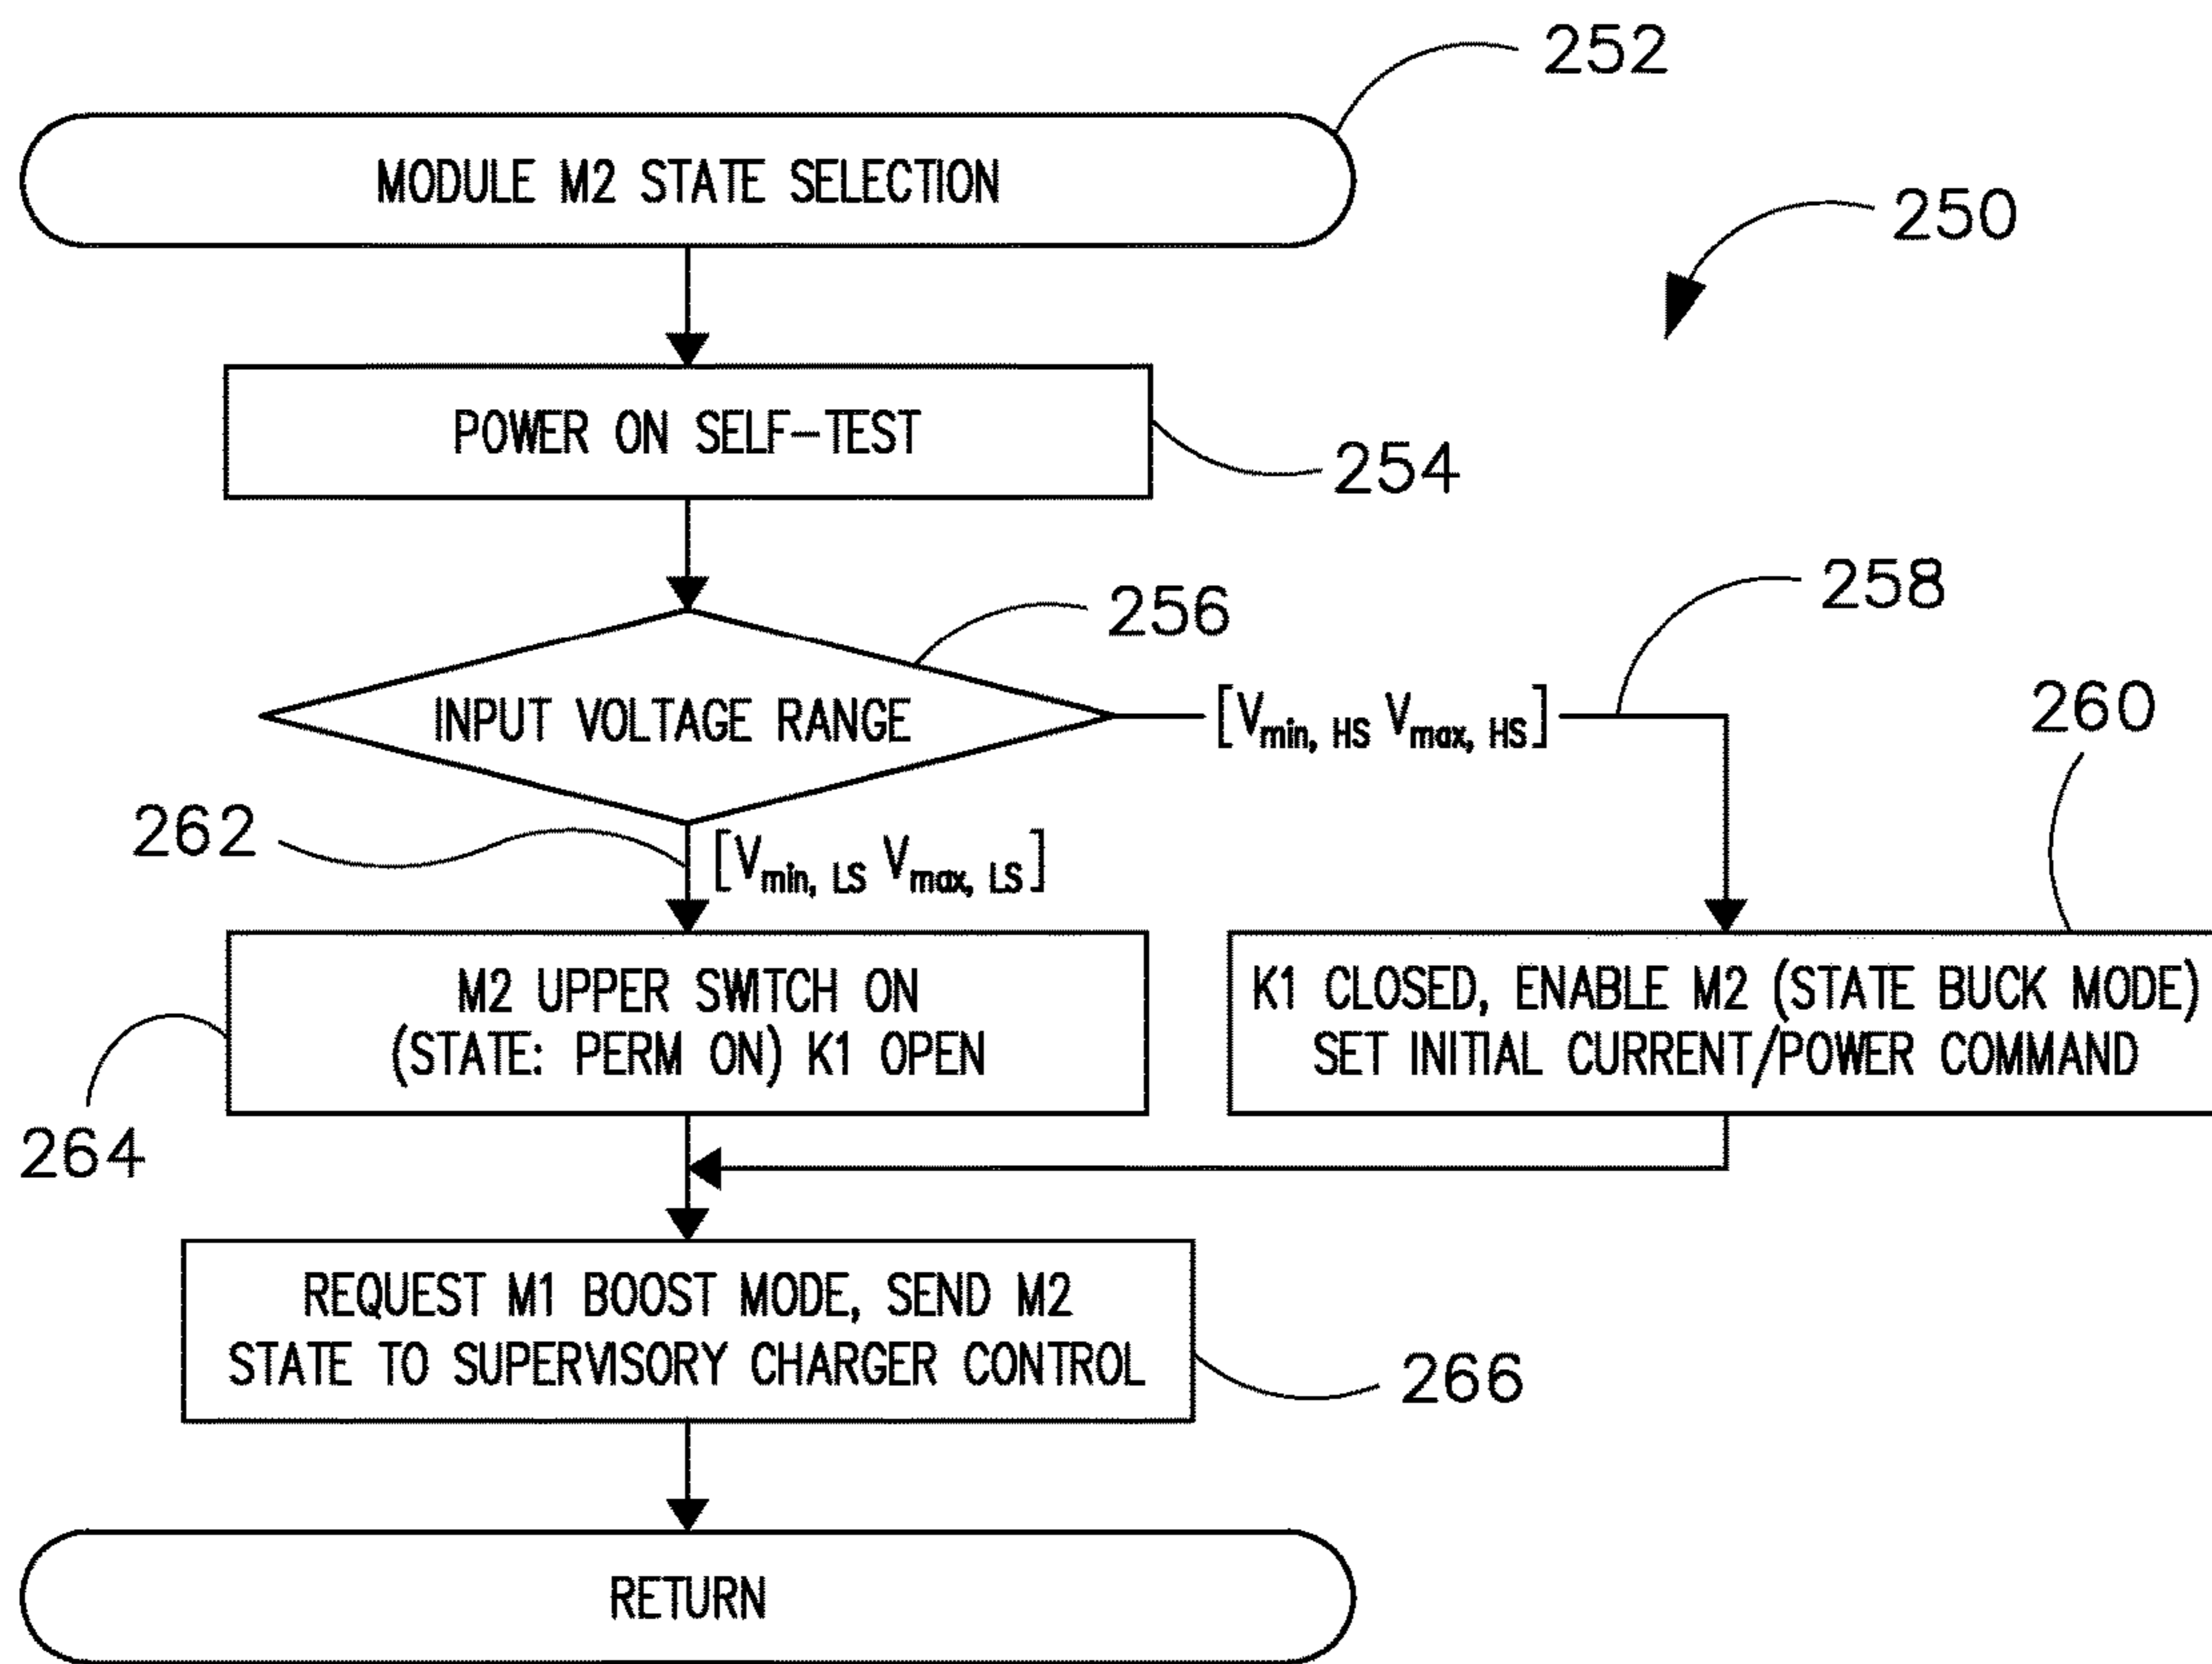 252
MODULE M2 STATE SELECTION
250
POWER ON SELF-TEST
254
256
258
INPUT VOLTAGE RANGE
[Vmin, HS Vmax, HS]
260
262
[Vmin, LS Vmax, LS]
M2 UPPER SWITCH ON
(STATE: PERM ON) K1 OPEN
K1 CLOSED, ENABLE M2 (STATE BUCK MODE)
SET INITIAL CURRENT/POWER COMMAND
264
REQUEST M1 BOOST MODE, SEND M2
STATE TO SUPERVISORY CHARGER CONTROL
266
RETURN